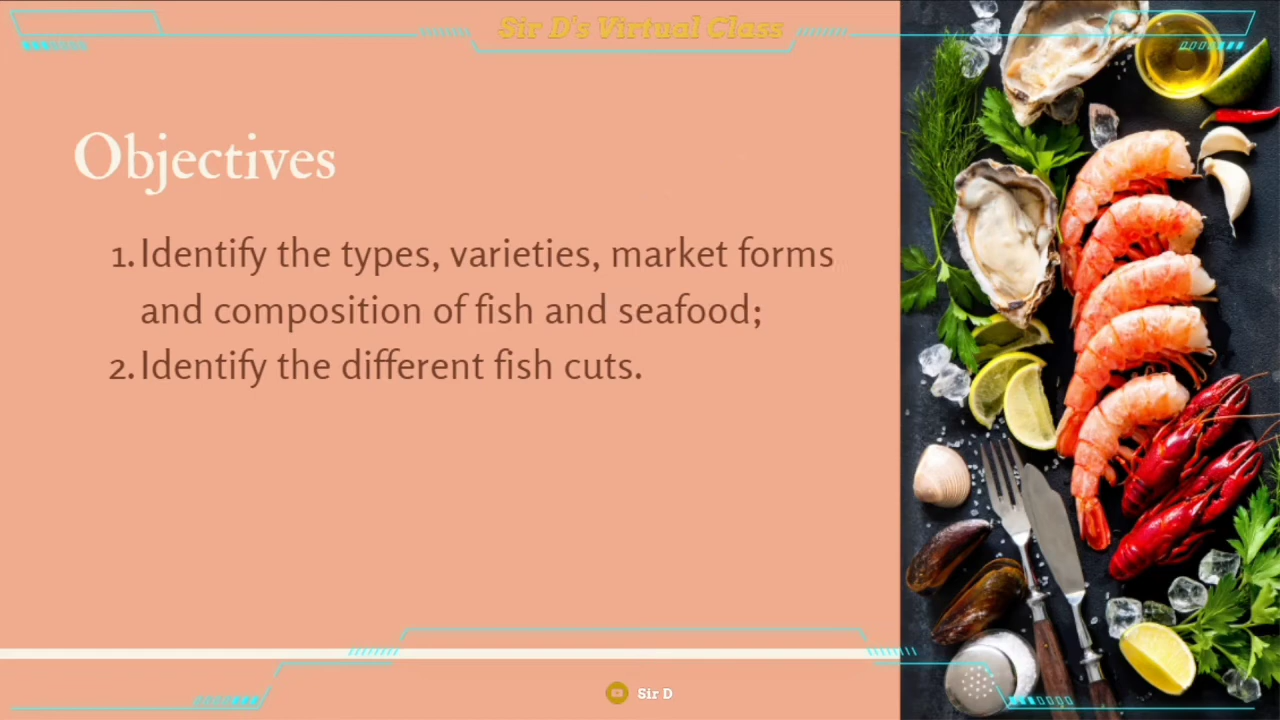 Sir D's Virtual Class
Objectives
1. Identify the types, varieties, market forms
and composition of fish and seafood;
2. Identify the different fish cuts.
Sir D